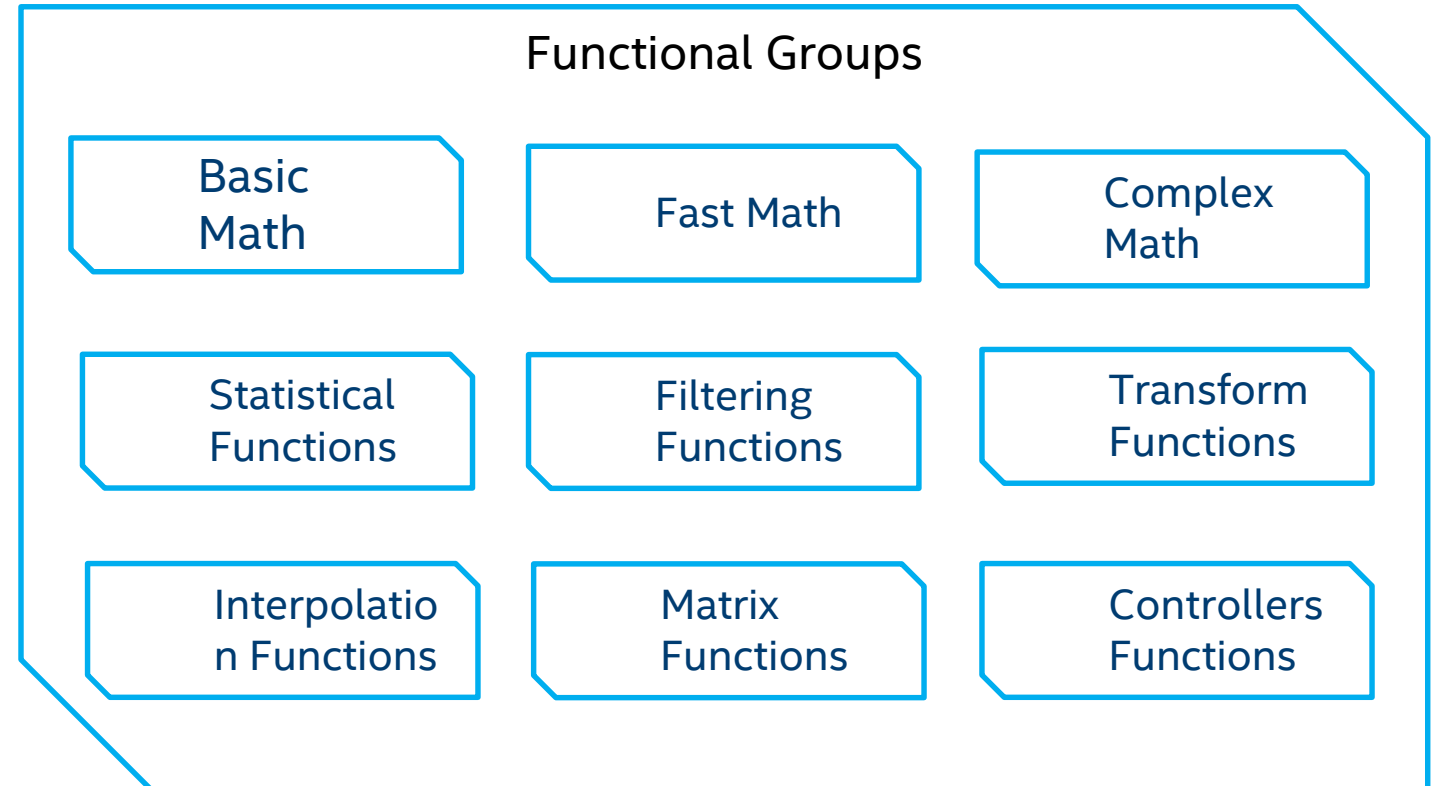 Functional Groups
Basic
Math
Fast Math
Complex
Math
Statistical
Functions
Filtering
Functions
Transform
Functions
Interpolatio
n Functions
Matrix
Functions
Controllers
Functions